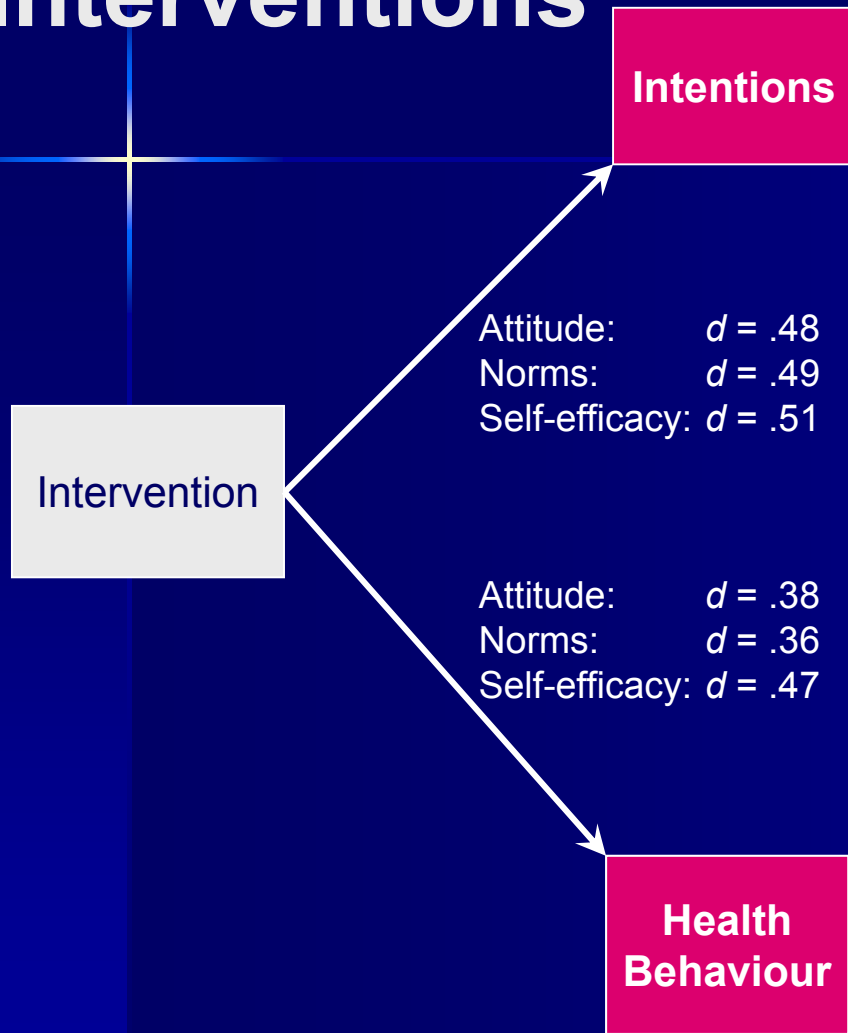 Interventions
Intentions
Attitude: d = .48
Norms: d = .49
Self-efficacy: d = .51
Intervention
Attitude: d = .38
Norms: d = .36
Self-efficacy: d = .47
Health
Behaviour